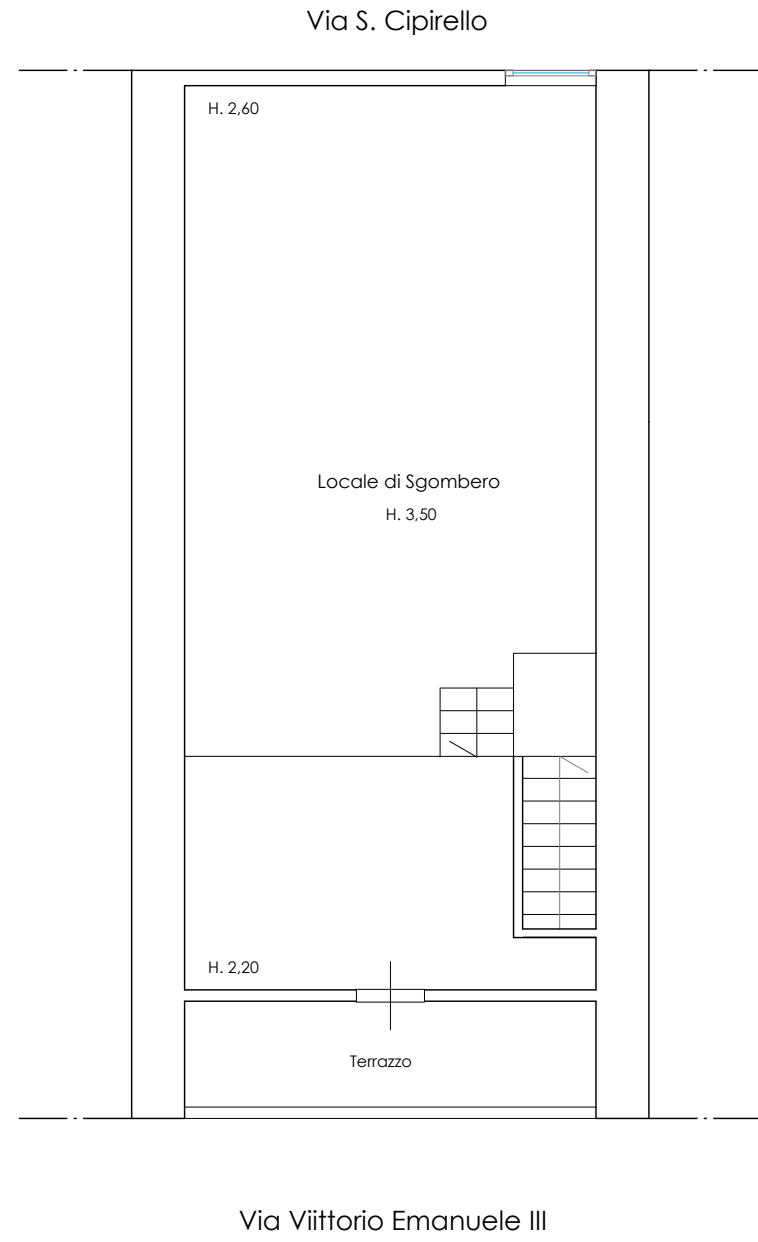 Via S. Cipirello
H. 2,60
Locale di Sgombero
H. 3,50
H. 2,20
Terrazzo
Via Viittorio Emanuele III